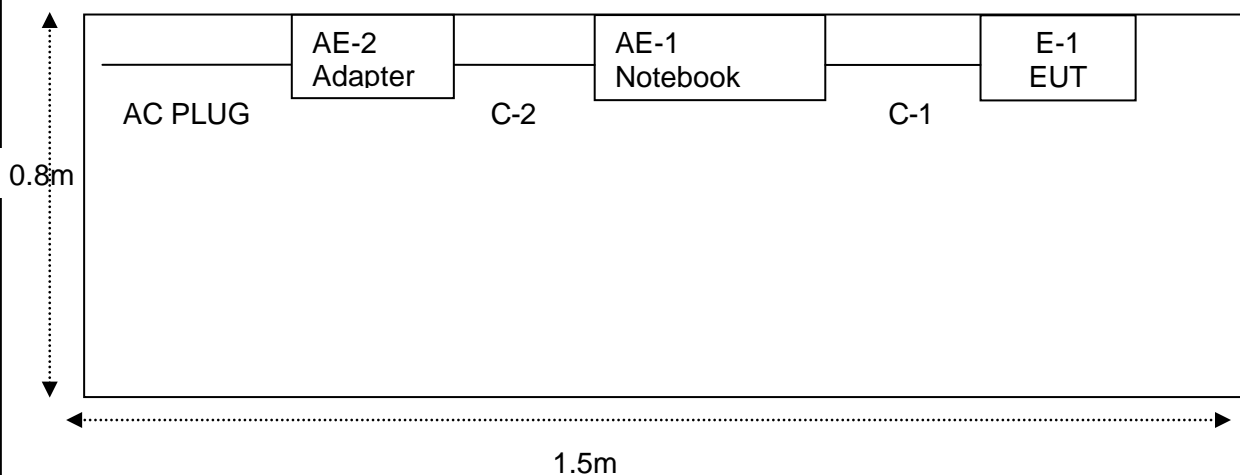 AE-2
Adapter
AE-1
Notebook
E-1
EUT
AC PLUG
C-2
C-1
0.8m
1.5m